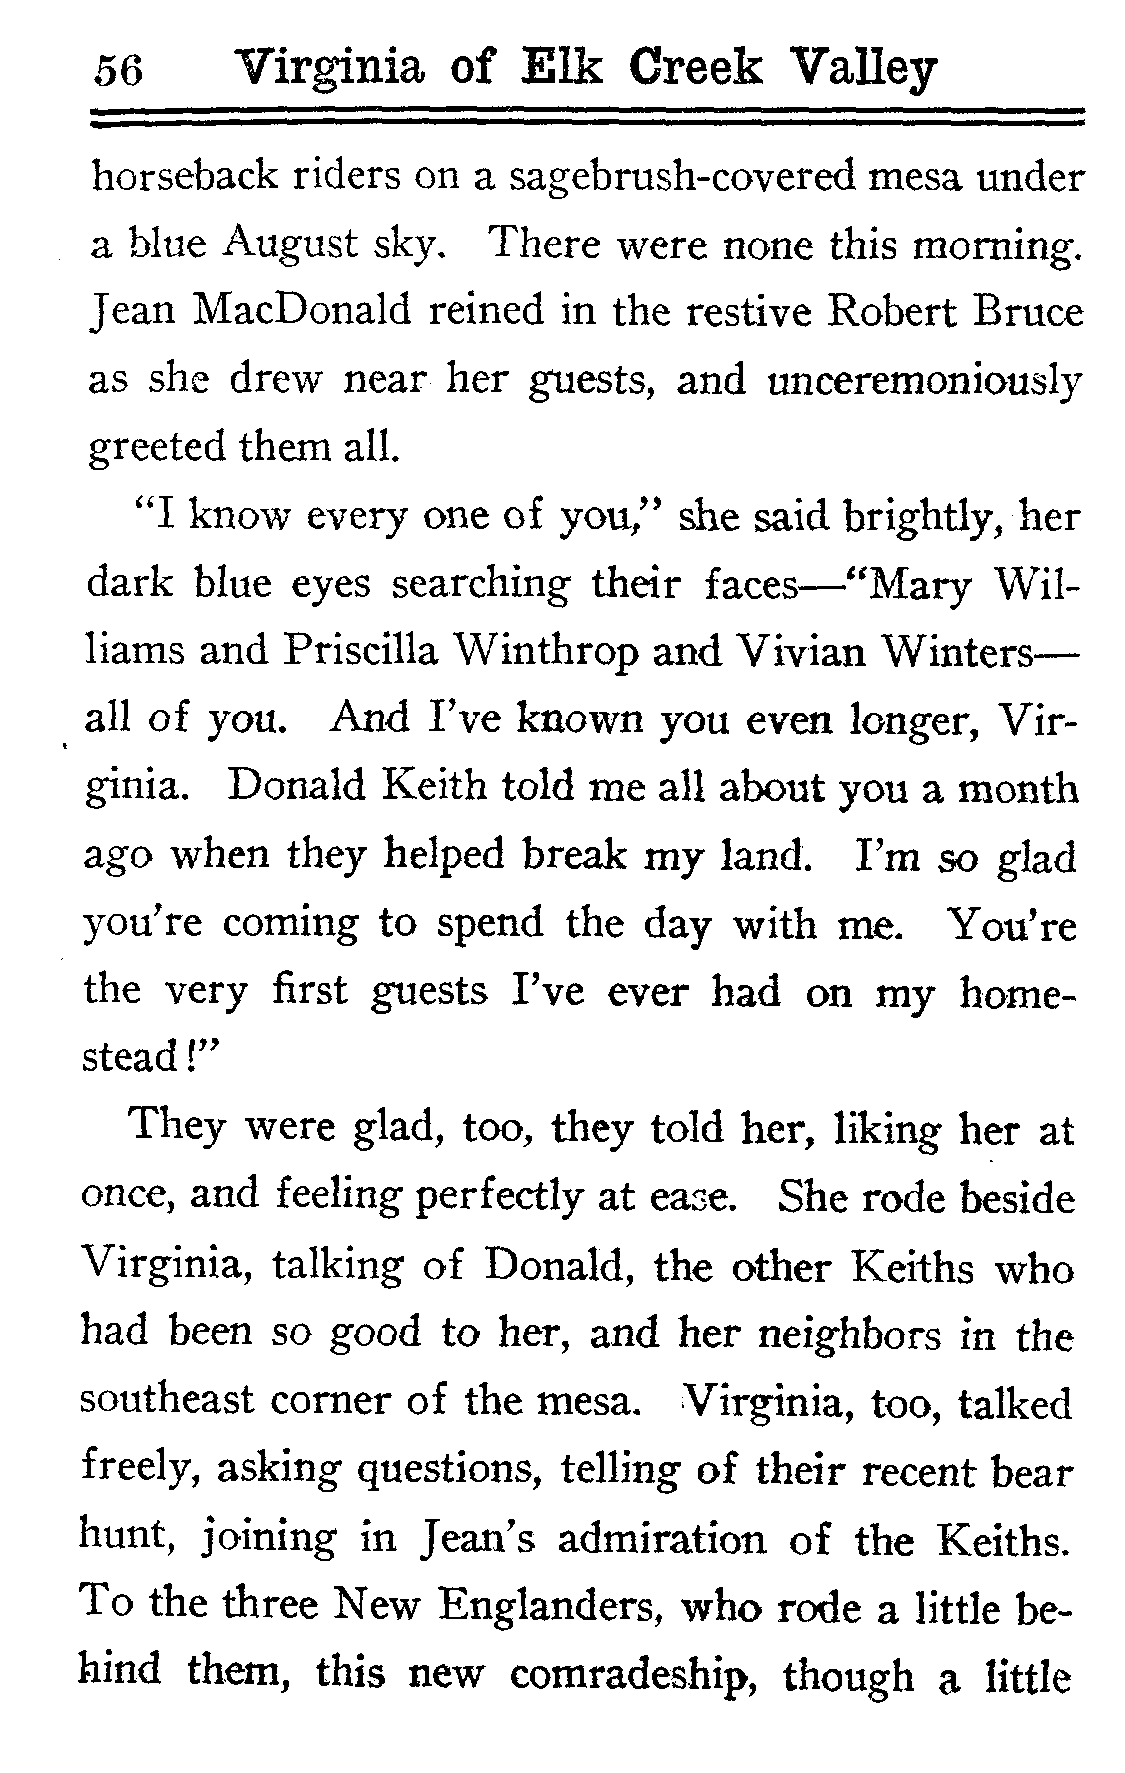 56 Virginia of Elk Creek Valley
horseback riders on a sagebrush-covered mesa under
a blue August sky. There were none this morning.
Jean MacDonald reined in the restive Robert Bruce
as she drew near her guests, and unceremoniously
greeted them all.
"I know every one of you," she said brightly, her
dark blue eyes searching their faces—"Mary Wil-
liams and Priscilla Winthrop and Vivian Winters—
all of you. And I've known you even longer, Vir-
ginia. Donald Keith told me all about you a month
ago when they helped break my land. I'm so glad
you're coming to spend the day with me. You're
the very first guests I've ever had on my home-
stead!"
They were glad, too, they told her, liking her at
once, and feeling perfectly at ease. She rode beside
Virginia, talking of Donald, the other Keiths who
had been so good to her, and her neighbors in the
southeast corner of the mesa. Virginia, too, talked
freely, asking questions, telling of their recent bear
hunt, joining in Jean's admiration of the Keiths.
To the three New Englanders, who rode a little be-
hind them, this new comradeship, though a little